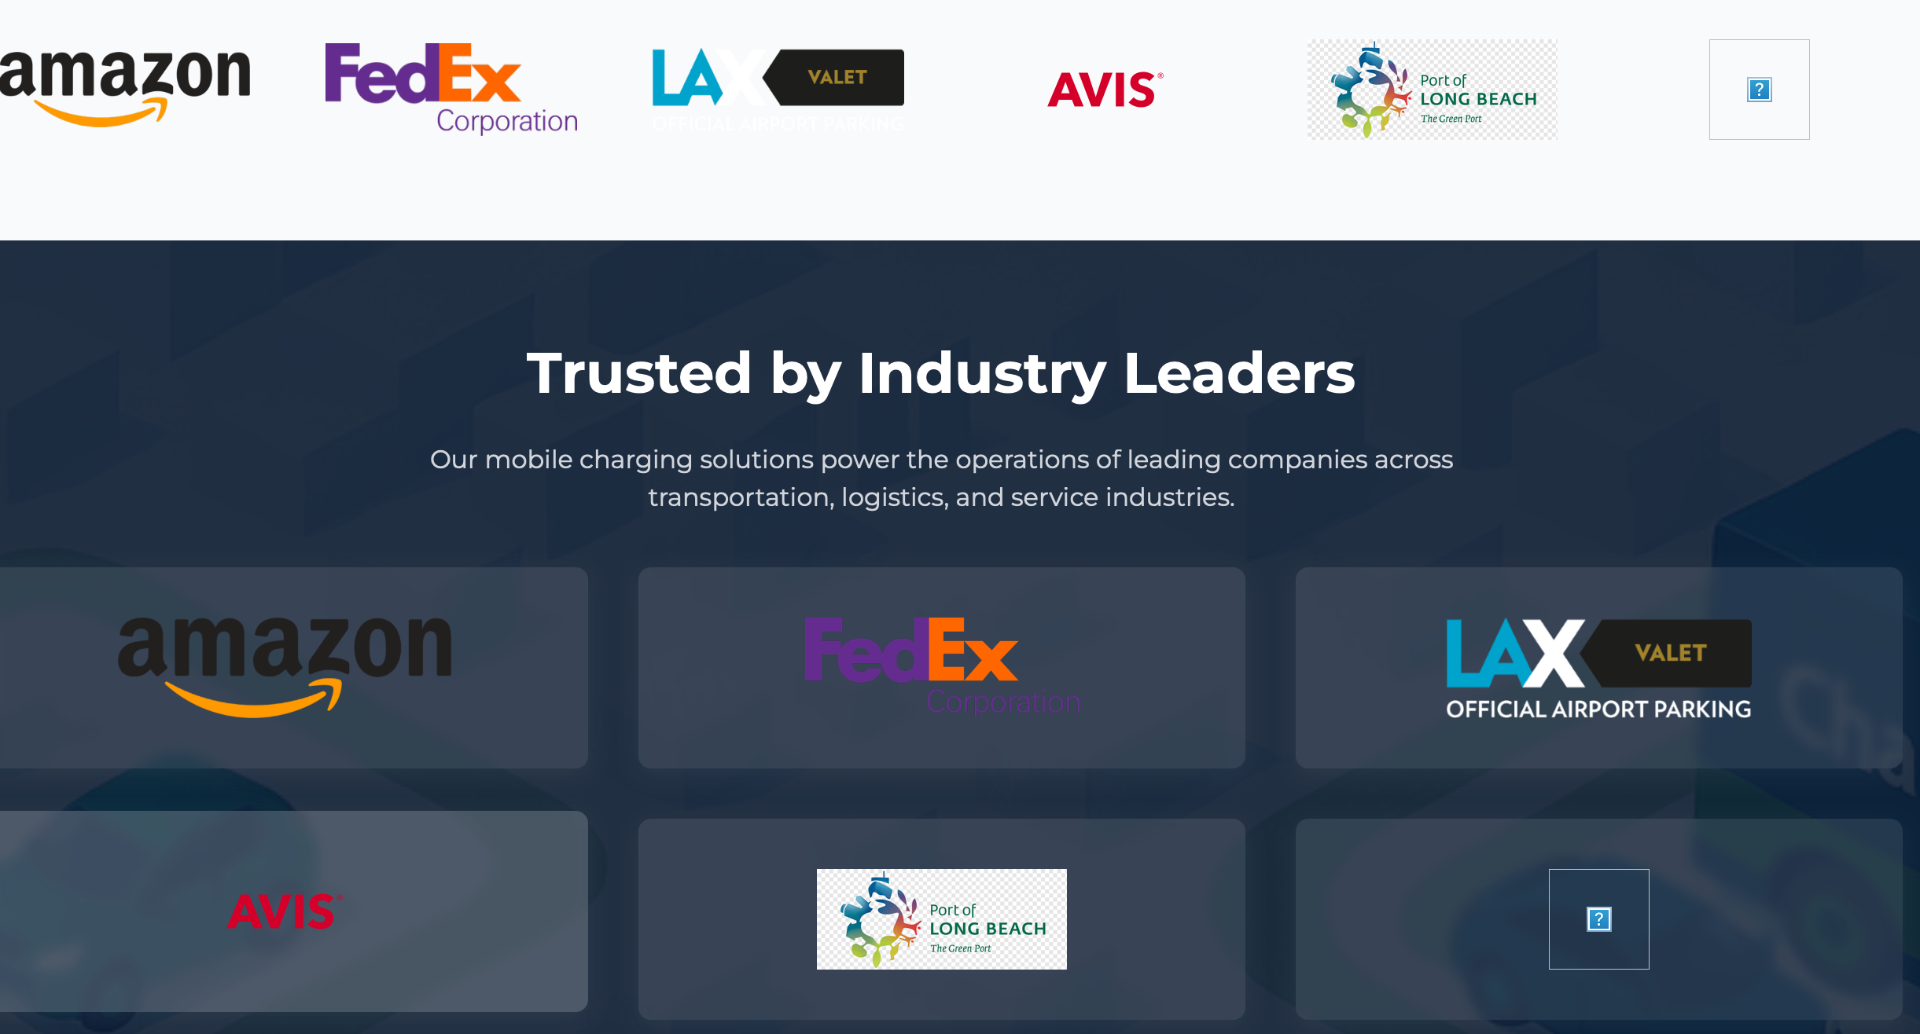 amazon
FedEx
Corporation
LAX VALET
OFFICIAL AIRPORT PARKING
AVIS®
Port of
LONG BEACH
The Green Port
?
Trusted by Industry Leaders
Our mobile charging solutions power the operations of leading companies across
transportation, logistics, and service industries.
amazon
FedEx
Corporation
LAX VALET
OFFICIAL AIRPORT PARKING
Cha
AVIS®
Port of
LONG BEACH
The Green Port
?